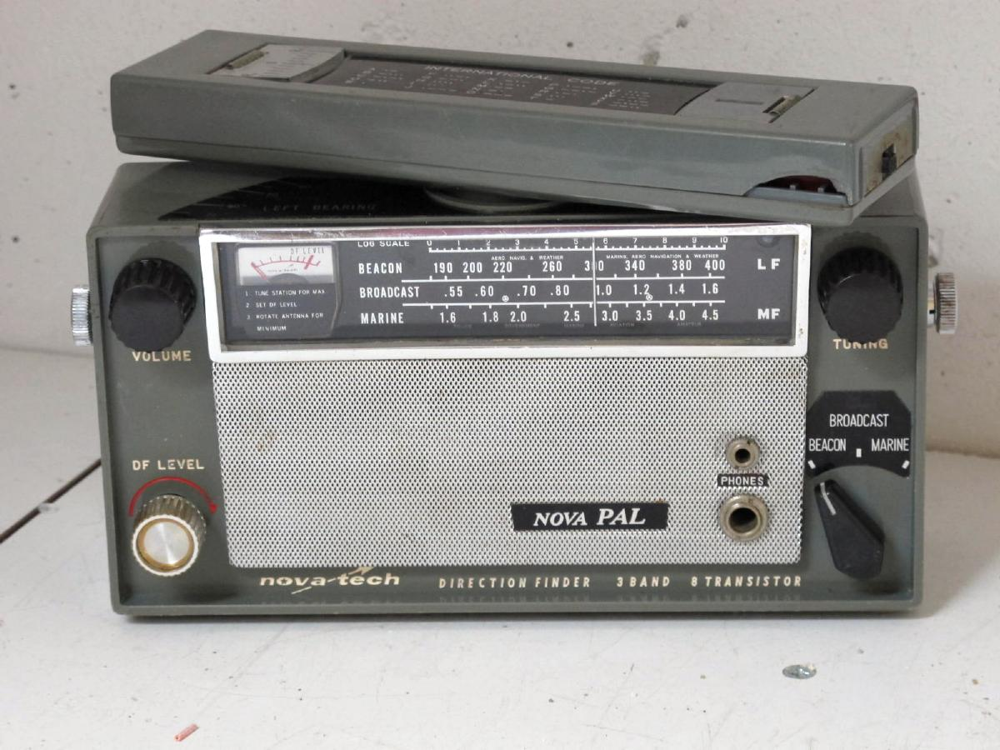 INTERNATIONAL CODE
LEFT BEARING
DF LEVEL
LOG SCALE 0 1 2 3 4 5 6 7 8 9 10
AERO NAVIG. & WEATHER MARINE, AERO NAVIGATION & WEATHER
BEACON 190 200 220 260 300 340 380 400 LF
BROADCAST .55 .60 .70 .80 1.0 1.2 1.4 1.6
MARINE 1.6 1.8 2.0 2.5 3.0 3.5 4.0 4.5 MF
1. TUNE STATION FOR MAX.
2. SET DF LEVEL
3. ROTATE ANTENNA FOR
MINIMUM
VOLUME
TUNING
BROADCAST
BEACON MARINE
DF LEVEL
PHONES
NOVA PAL
nova-tech DIRECTION FINDER 3 BAND 8 TRANSISTOR